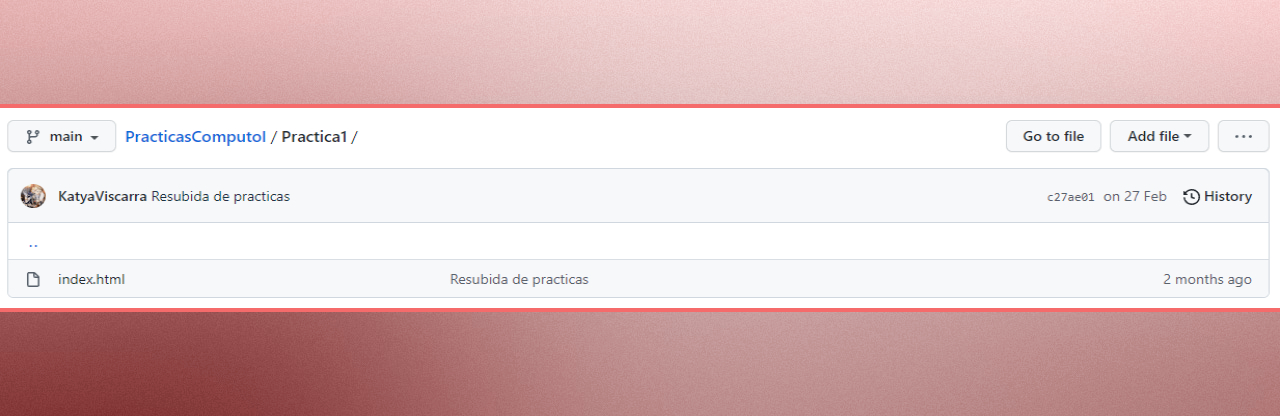 main PracticasComputoI / Practica1 / Go to file Add file ...
KatyaViscarra Resubida de practicas c27ae01 on 27 Feb History
..
index.html Resubida de practicas 2 months ago